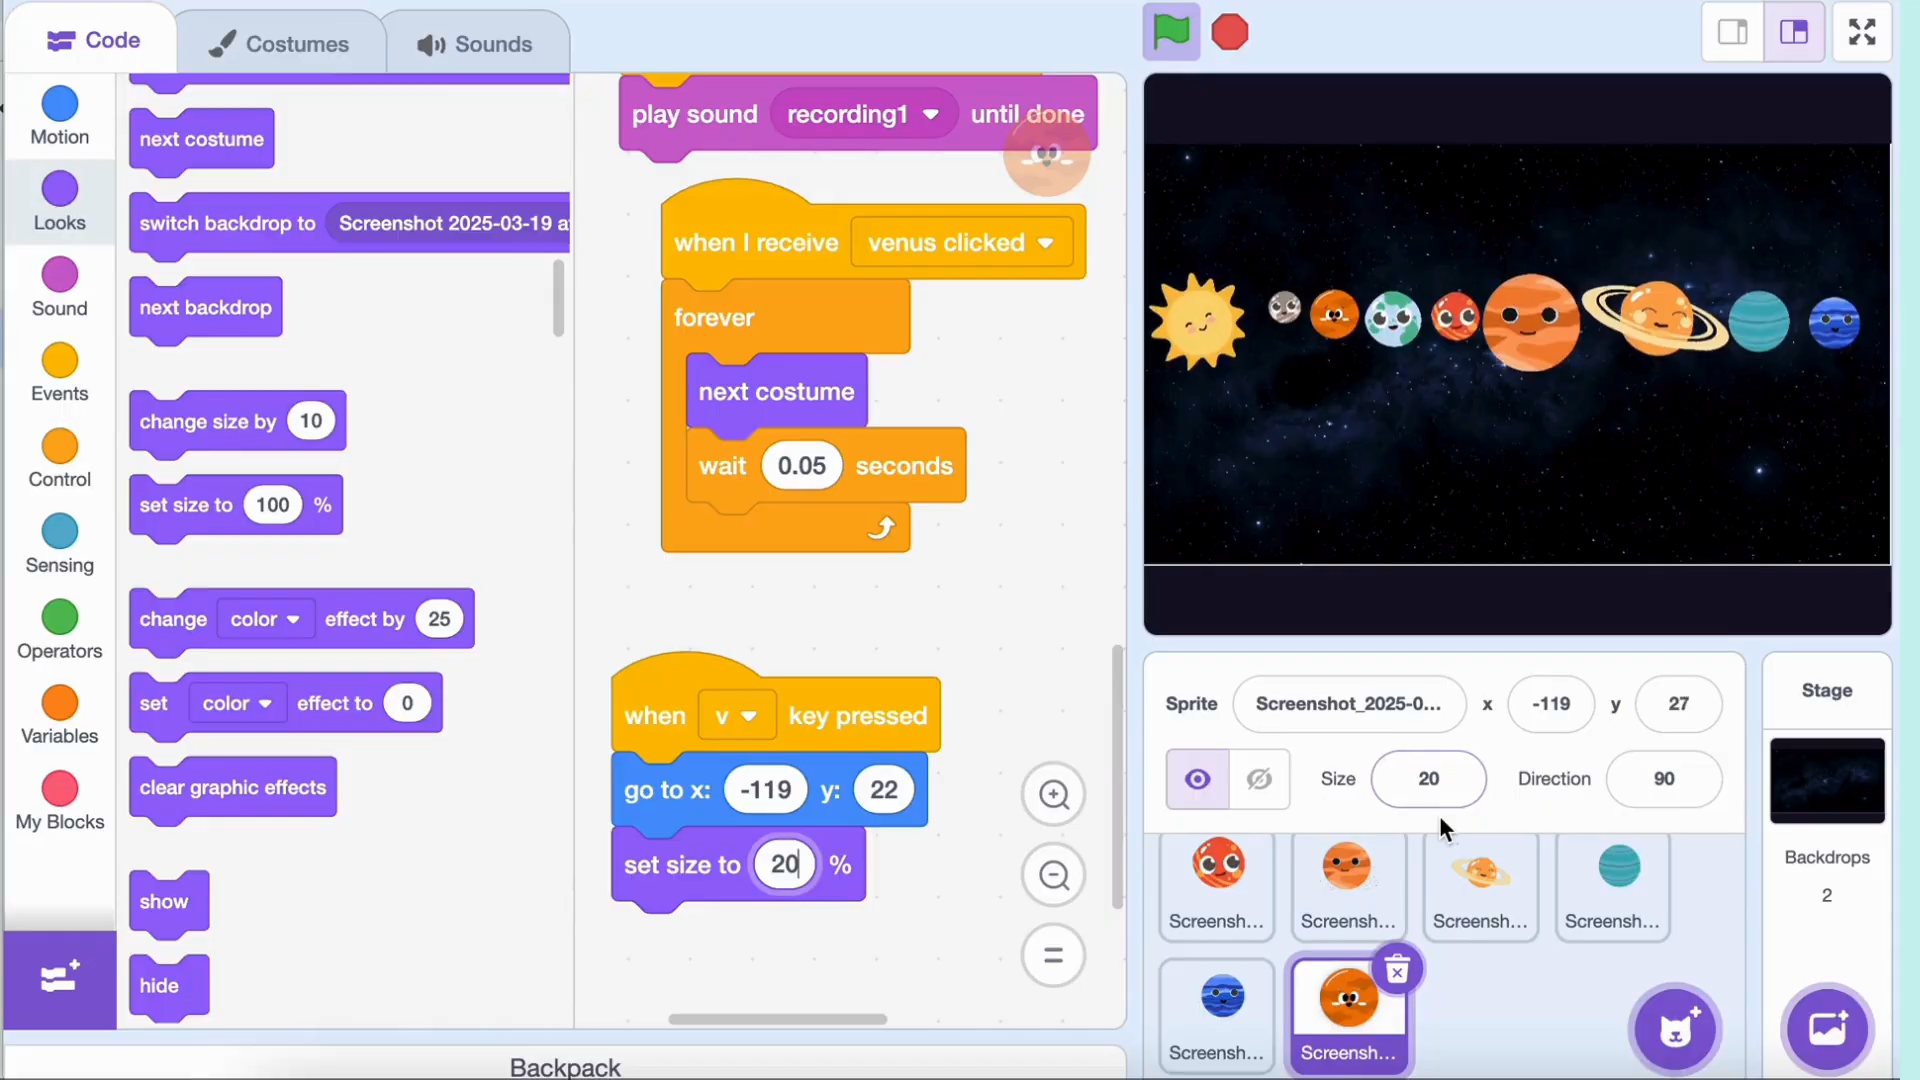 Code
Costumes
Sounds
Motion
Looks
Sound
Events
Control
Sensing
Operators
Variables
My Blocks
next costume
switch backdrop to Screenshot 2025-03-19 a
next backdrop
change size by 10
set size to 100 %
change color effect by 25
set color effect to 0
clear graphic effects
show
hide
play sound recording1 until done
when I receive venus clicked
forever
next costume
wait 0.05 seconds
when v key pressed
go to x: -119 y: 22
set size to 20 %
Backpack
Sprite Screenshot_2025-0... x -119 y 27
Size 20 Direction 90
Screensh... Screensh... Screensh... Screensh...
Screensh... Screensh...
Stage
Backdrops
2